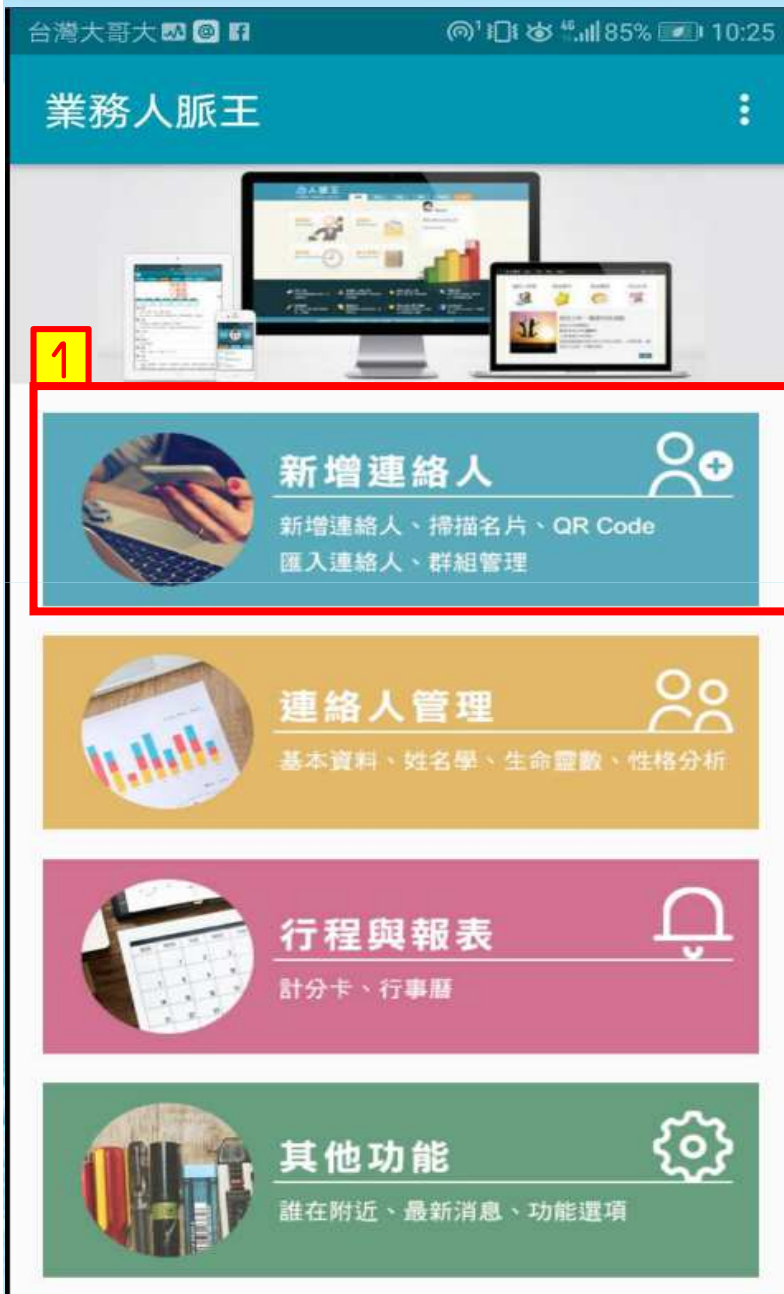 台灣大哥大 85% 10:25
業務人脈王
人脈王
1
新增連絡人
新增連絡人、掃描名片、QR Code
匯入連絡人、群組管理
連絡人管理
基本資料、姓名學、生命靈數、性格分析
行程與報表
計分卡、行事曆
其他功能
誰在附近、最新消息、功能選項